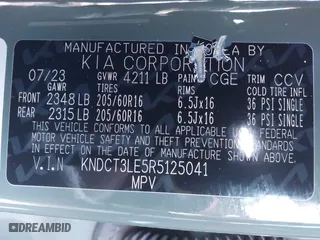 MANUFACTURED IN BY
KIA CORPORATION
07/23 GVWR 4211 LB PAINT CGE TRIM CCV
GAWR TIRES RIMS COLD TIRE INFL
FRONT 2348 LB 205/60R16 6.5Jx16 36 PSI SINGLE
REAR 2315 LB 205/60R16 6.5Jx16 36 PSI SINGLE
THIS VEHICLE CONFORMS TO ALL APPLICABLE FEDERAL
MOTOR VEHICLE SAFETY AND THEFT PREVENTION
STANDARDS IN EFFECT ON THE DATE OF
MANUFACTURE SHOWN ABOVE.
V.I.N KNDCT3LE5R5125041
MPV
DREAMBID